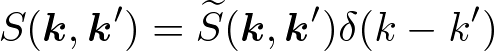 S(𝒌, 𝒌′) = S̃(𝒌, 𝒌′)δ(k − k′)